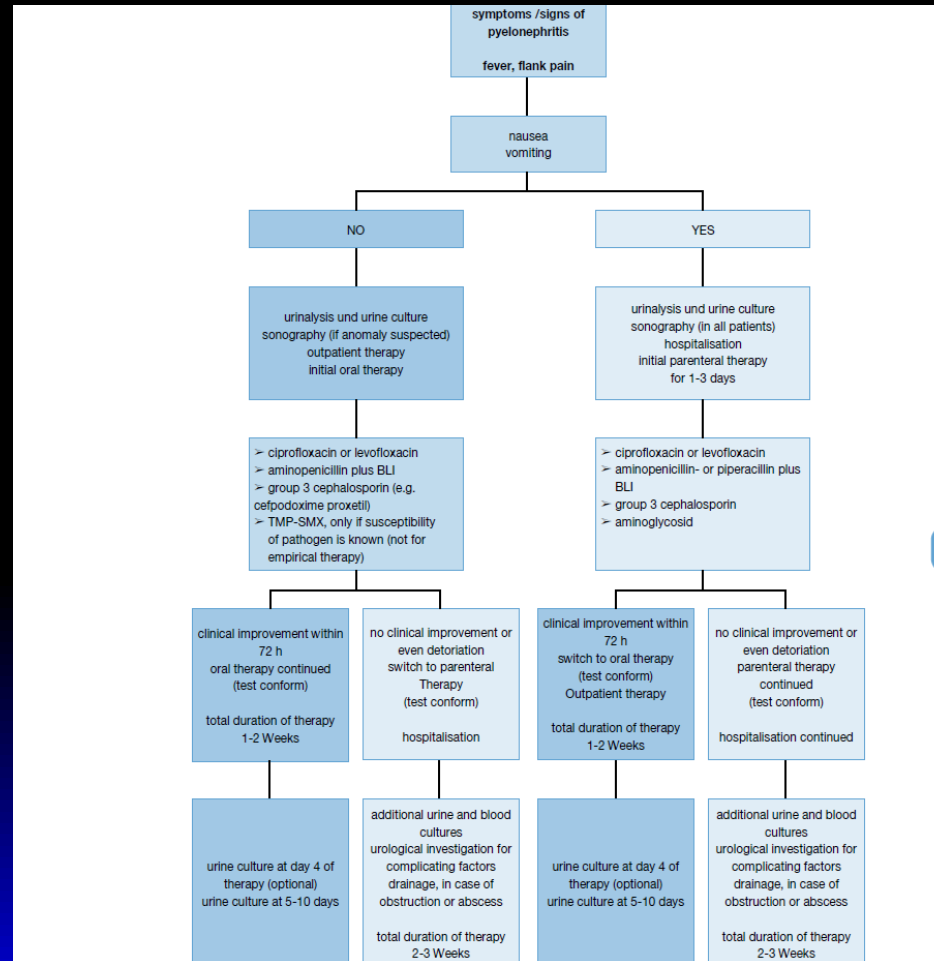 symptoms /signs of
pyelonephritis
fever, flank pain
nausea
vomiting
NO
YES
urinalysis und urine culture
sonography (if anomaly suspected)
outpatient therapy
initial oral therapy
urinalysis und urine culture
sonography (in all patients)
hospitalisation
initial parenteral therapy
for 1-3 days
➢ ciprofloxacin or levofloxacin
➢ aminopenicillin plus BLI
➢ group 3 cephalosporin (e.g.
cefpodoxime proxetil)
➢ TMP-SMX, only if susceptibility
of pathogen is known (not for
empirical therapy)
➢ ciprofloxacin or levofloxacin
➢ aminopenicillin- or piperacillin plus
BLI
➢ group 3 cephalosporin
➢ aminoglycosid
clinical improvement within
72 h
oral therapy continued
(test conform)
total duration of therapy
1-2 Weeks
no clinical improvement or
even detoriation
switch to parenteral
Therapy
(test conform)
hospitalisation
clinical improvement within
72 h
switch to oral therapy
(test conform)
Outpatient therapy
total duration of therapy
1-2 Weeks
no clinical improvement or
even detoriation
parenteral therapy
continued
(test conform)
hospitalisation continued
urine culture at day 4 of
therapy (optional)
urine culture at 5-10 days
additional urine and blood
cultures
urological investigation for
complicating factors
drainage, in case of
obstruction or abscess
total duration of therapy
2-3 Weeks
urine culture at day 4 of
therapy (optional)
urine culture at 5-10 days
additional urine and blood
cultures
urological investigation for
complicating factors
drainage, in case of
obstruction or abscess
total duration of therapy
2-3 Weeks